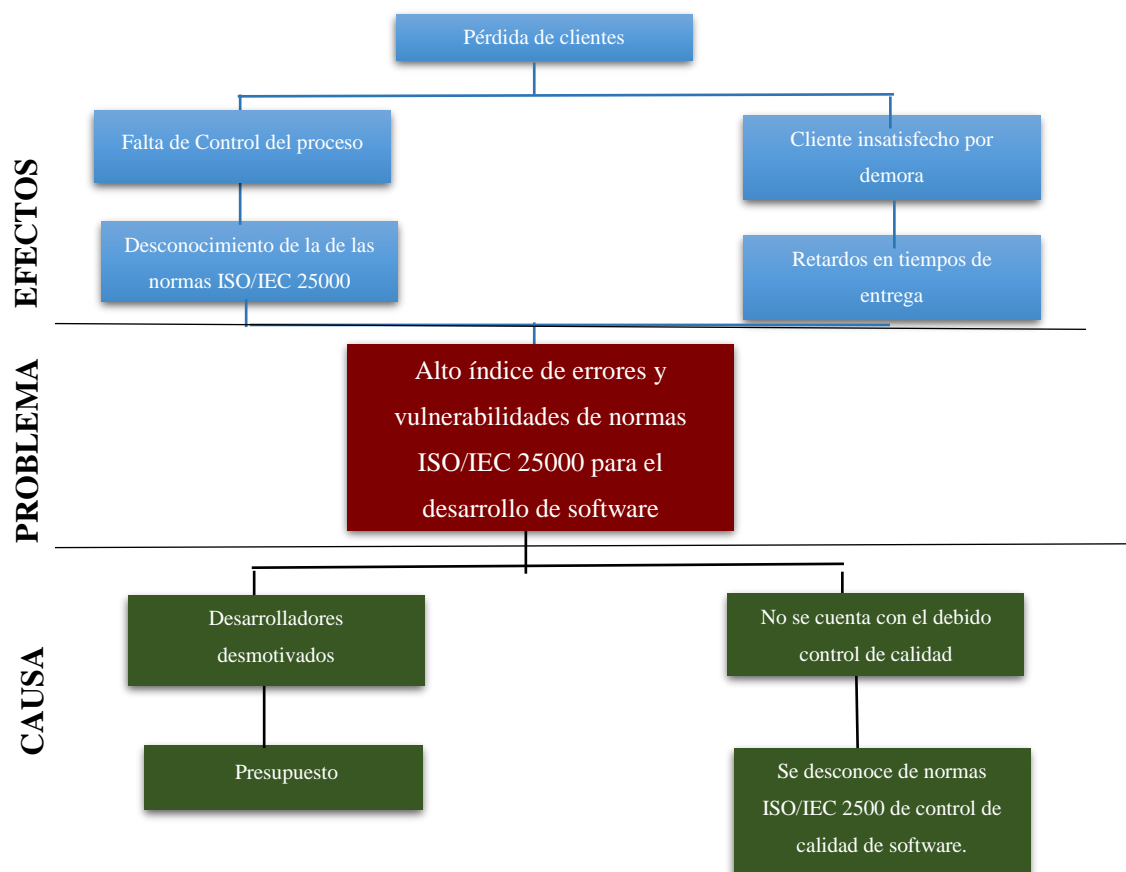 Pérdida de clientes
EFECTOS
Falta de Control del proceso
Cliente insatisfecho por
demora
Desconocimiento de la de las
normas ISO/IEC 25000
Retardos en tiempos de
entrega
PROBLEMA
Alto índice de errores y
vulnerabilidades de normas
ISO/IEC 25000 para el
desarrollo de software
CAUSA
Desarrolladores
desmotivados
No se cuenta con el debido
control de calidad
Presupuesto
Se desconoce de normas
ISO/IEC 2500 de control de
calidad de software.